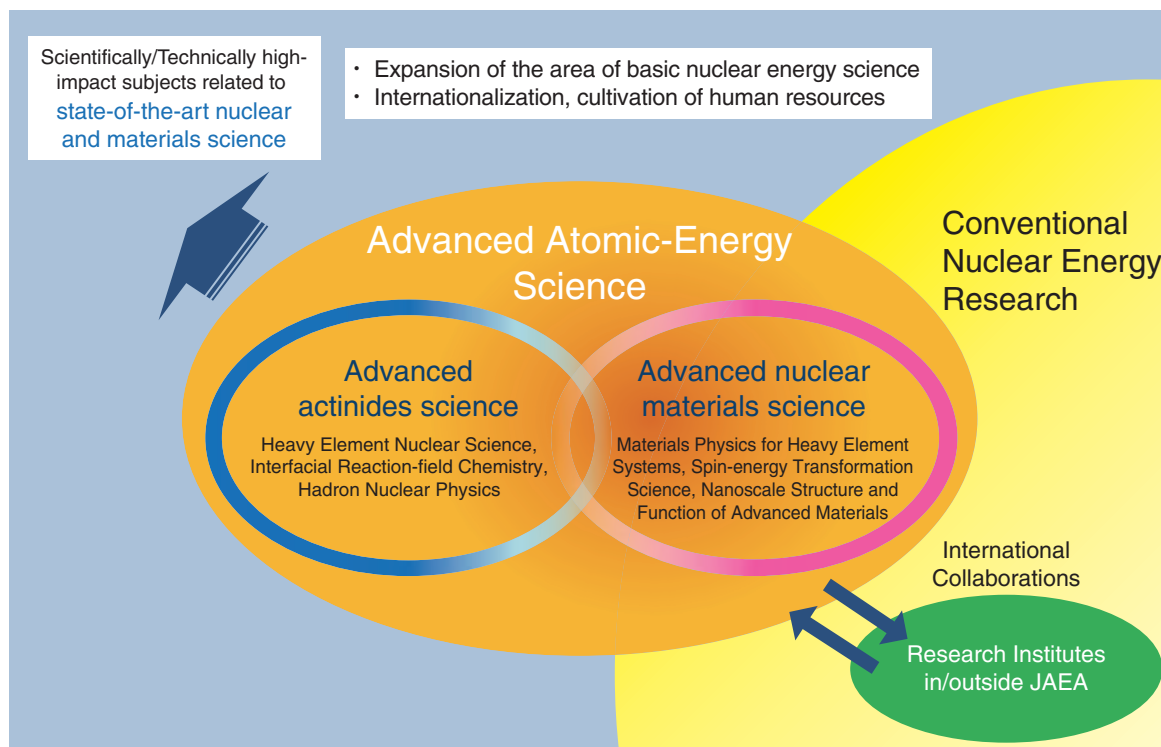 Scientifically/Technically high-
impact subjects related to
state-of-the-art nuclear
and materials science
・ Expansion of the area of basic nuclear energy science
・ Internationalization, cultivation of human resources
Advanced Atomic-Energy
Science
Conventional
Nuclear Energy
Research
Advanced
actinides science
Heavy Element Nuclear Science,
Interfacial Reaction-field Chemistry,
Hadron Nuclear Physics
Advanced nuclear
materials science
Materials Physics for Heavy Element
Systems, Spin-energy Transformation
Science, Nanoscale Structure and
Function of Advanced Materials
International
Collaborations
Research Institutes
in/outside JAEA